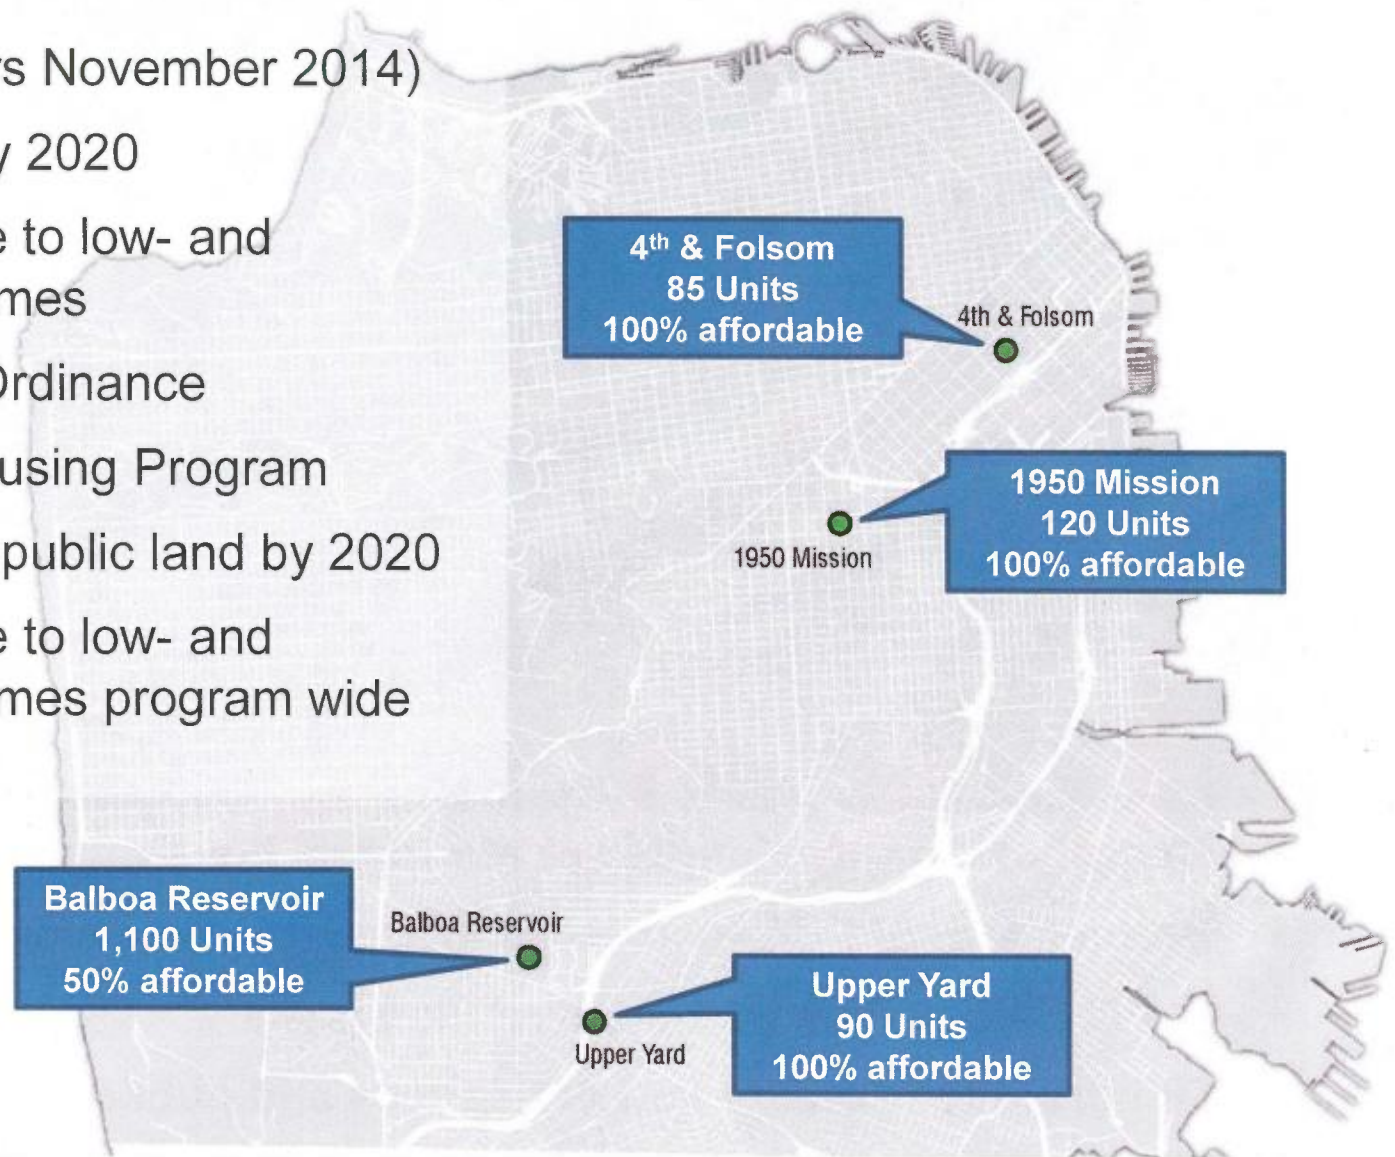 s November 2014)
y 2020
e to low- and
mes
Ordinance
using Program
public land by 2020
e to low- and
mes program wide
4th & Folsom
85 Units
100% affordable
4th & Folsom
1950 Mission
120 Units
100% affordable
1950 Mission
Balboa Reservoir
1,100 Units
50% affordable
Balboa Reservoir
Upper Yard
90 Units
100% affordable
Upper Yard